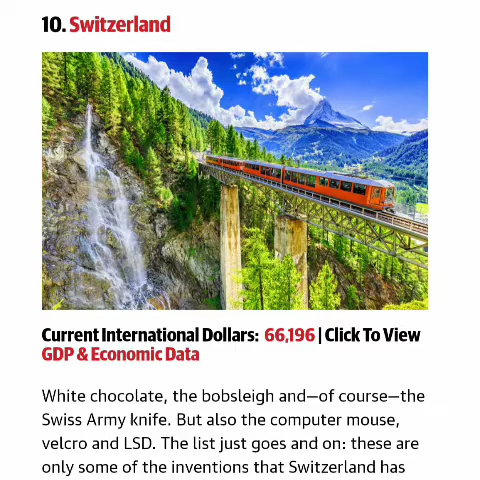 10. Switzerland
Current International Dollars: 66,196 | Click To View
GDP & Economic Data
White chocolate, the bobsleigh and—of course—the
Swiss Army knife. But also the computer mouse,
velcro and LSD. The list just goes and on: these are
only some of the inventions that Switzerland has